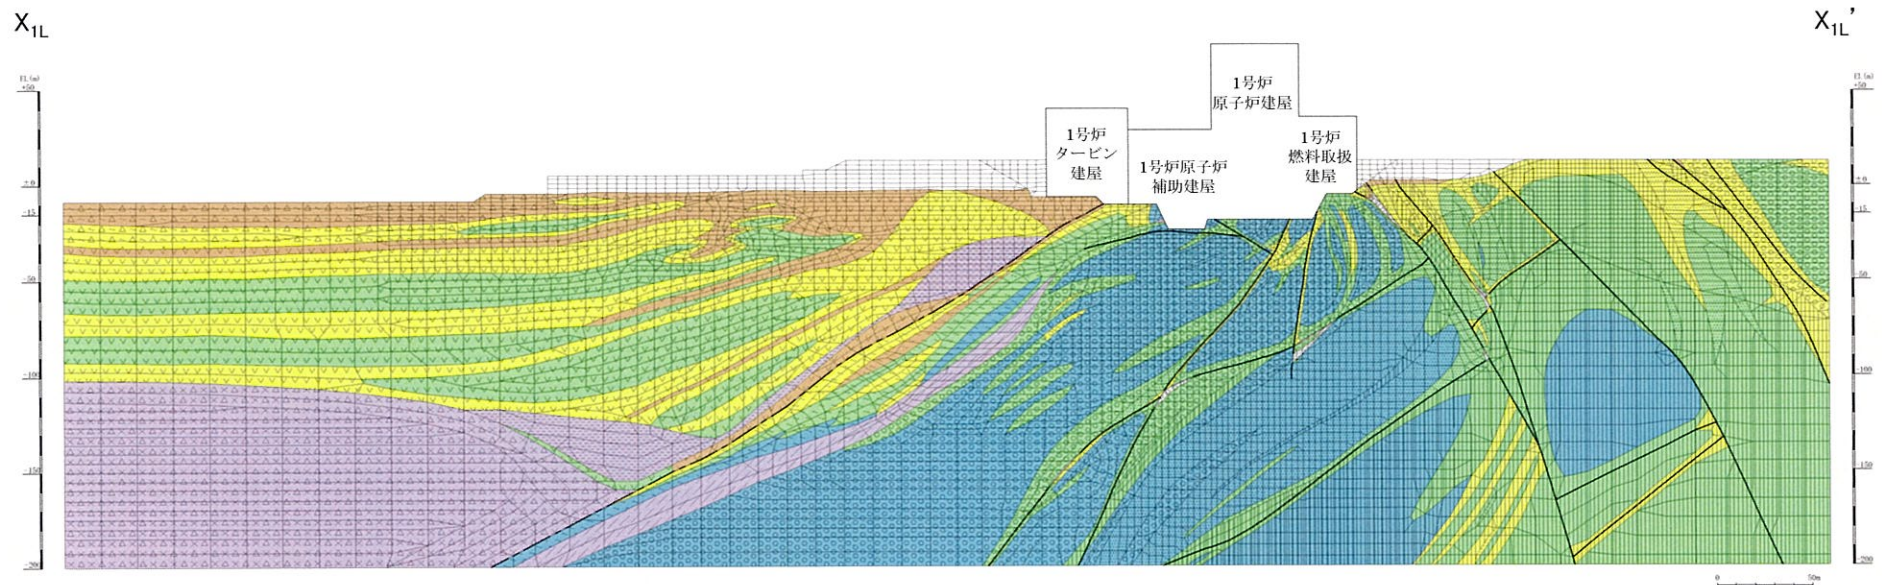 X1L
X1L’
EL(m)
+50
±0
-15
-50
-100
-150
-200
EL(m)
+50
±0
-15
-50
-100
-150
-200
1号炉
原子炉建屋
1号炉
タービン
建屋
1号炉原子炉
補助建屋
1号炉
燃料取扱
建屋
0 50m